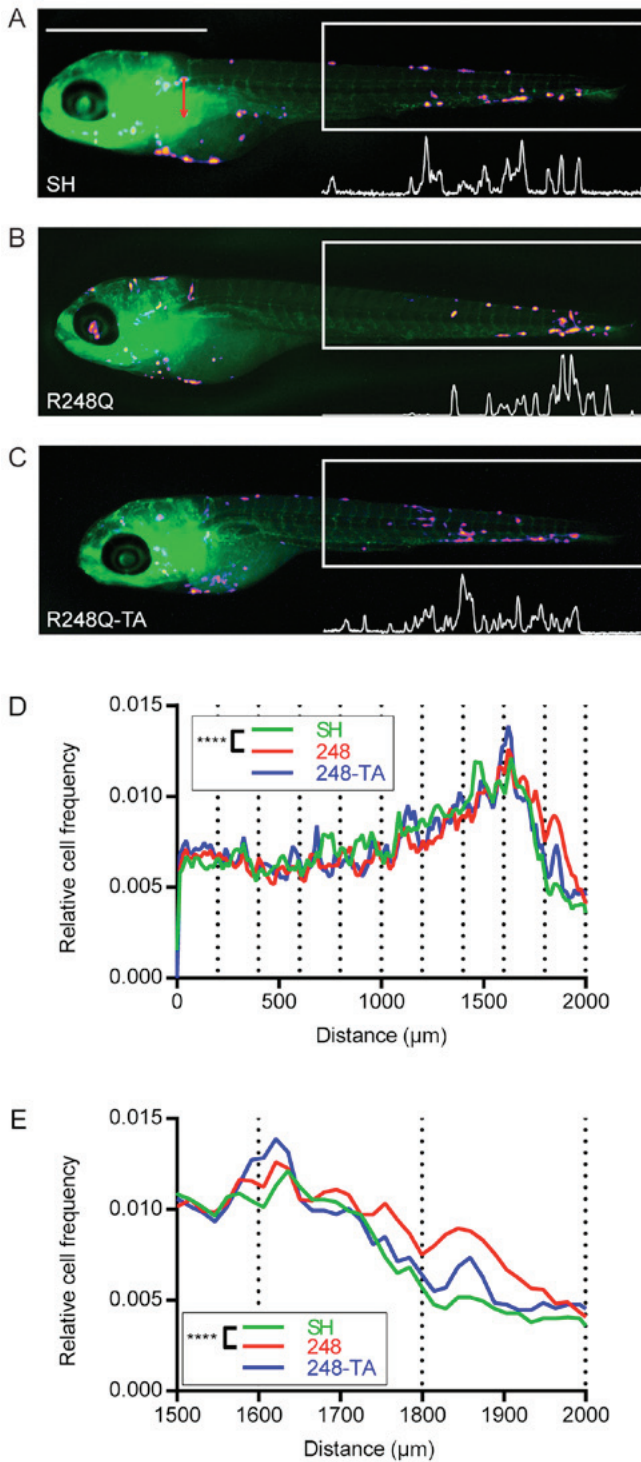 A
SH
B
R248Q
C
R248Q-TA
D
0.015
0.010
0.005
0.000
Relative cell frequency
****
SH
248
248-TA
0
500
1000
1500
2000
Distance (µm)
E
0.015
0.010
0.005
0.000
Relative cell frequency
****
SH
248
248-TA
1500
1600
1700
1800
1900
2000
Distance (µm)